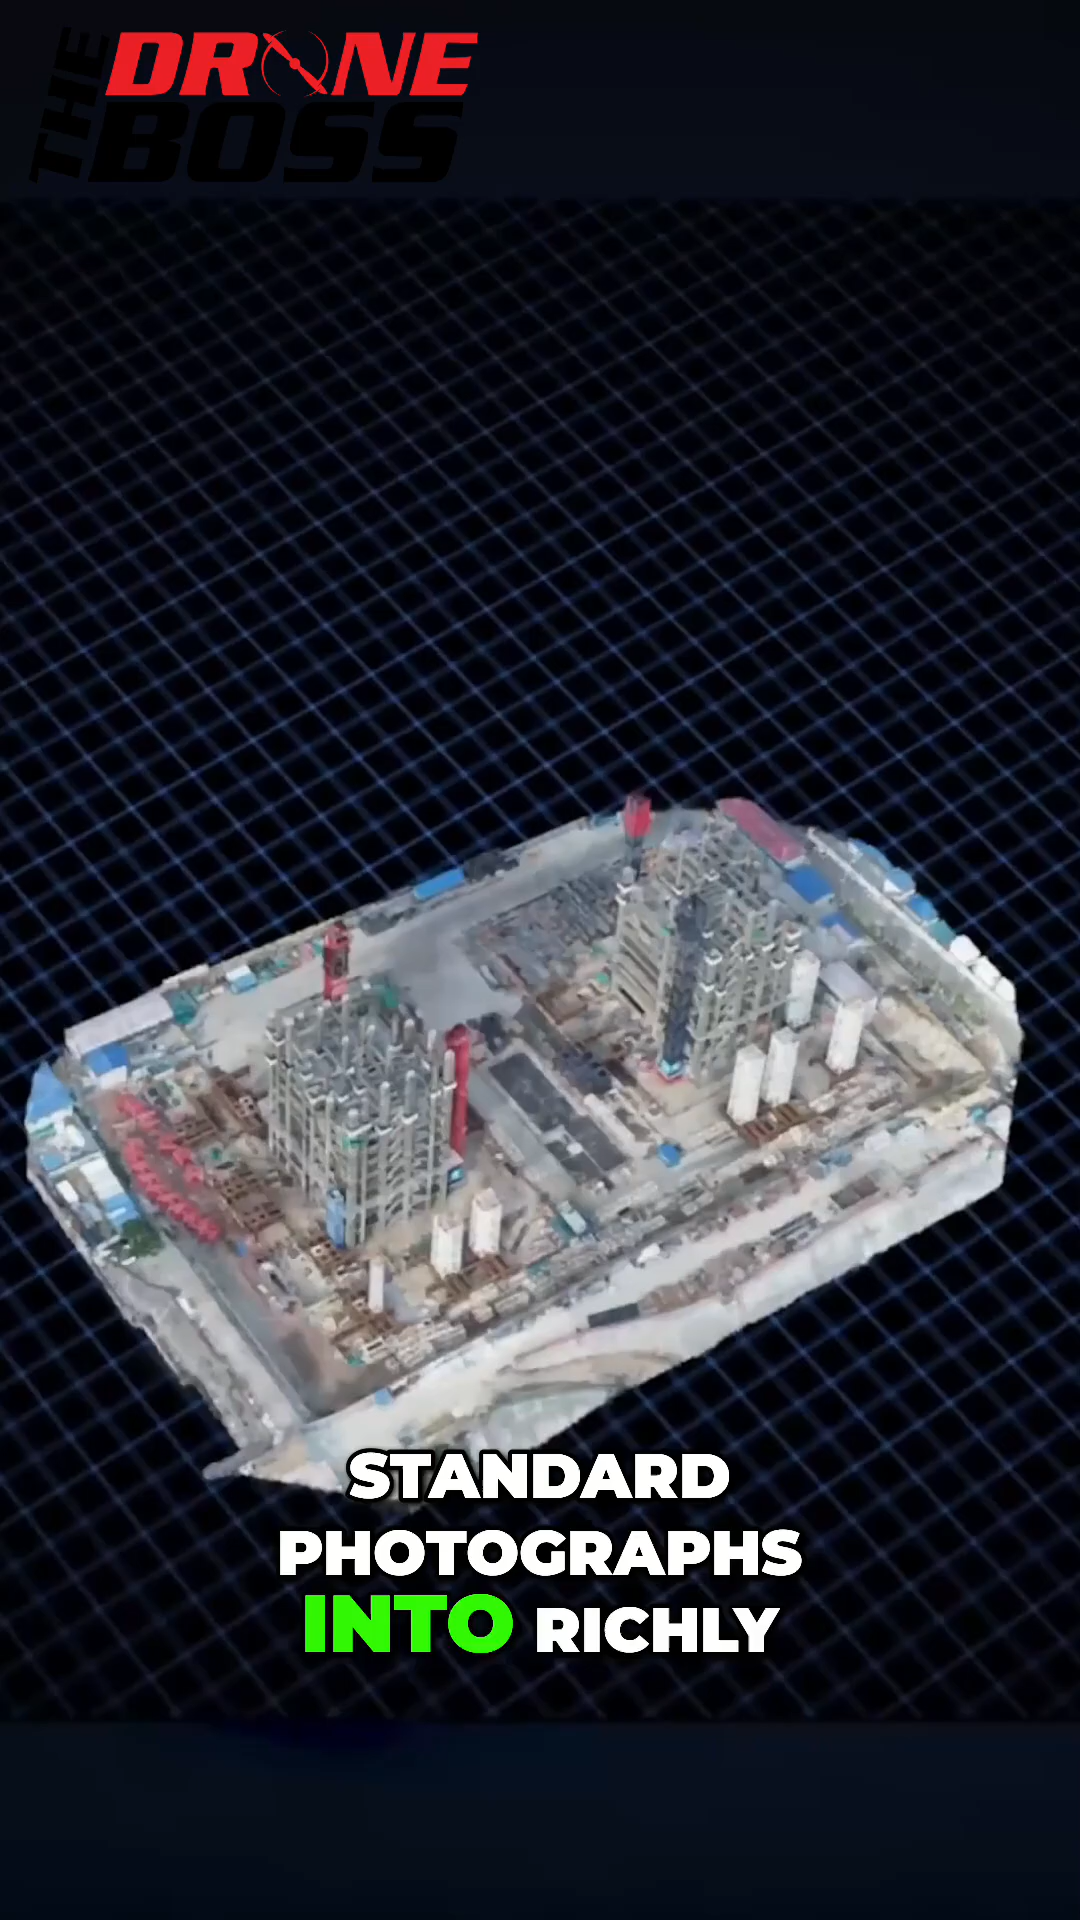 THE
DRONE
BOSS
STANDARD
PHOTOGRAPHS
INTO RICHLY